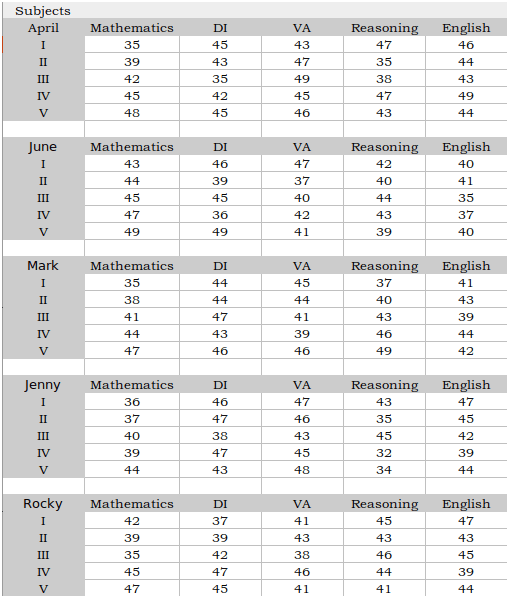 Subjects
April Mathematics DI VA Reasoning English
I 35 45 43 47 46
II 39 43 47 35 44
III 42 35 49 38 43
IV 45 42 45 47 49
V 48 45 46 43 44
June Mathematics DI VA Reasoning English
I 43 46 47 42 40
II 44 39 37 40 41
III 45 45 40 44 35
IV 47 36 42 43 37
V 49 49 41 39 40
Mark Mathematics DI VA Reasoning English
I 35 44 45 37 41
II 38 44 44 40 43
III 41 47 41 43 39
IV 44 43 39 46 44
V 47 46 46 49 42
Jenny Mathematics DI VA Reasoning English
I 36 46 47 43 47
II 37 47 46 35 45
III 40 38 43 45 42
IV 39 47 45 32 39
V 44 43 48 34 44
Rocky Mathematics DI VA Reasoning English
I 42 37 41 45 47
II 39 39 43 43 43
III 35 42 38 46 45
IV 45 47 46 44 39
V 47 45 41 41 44